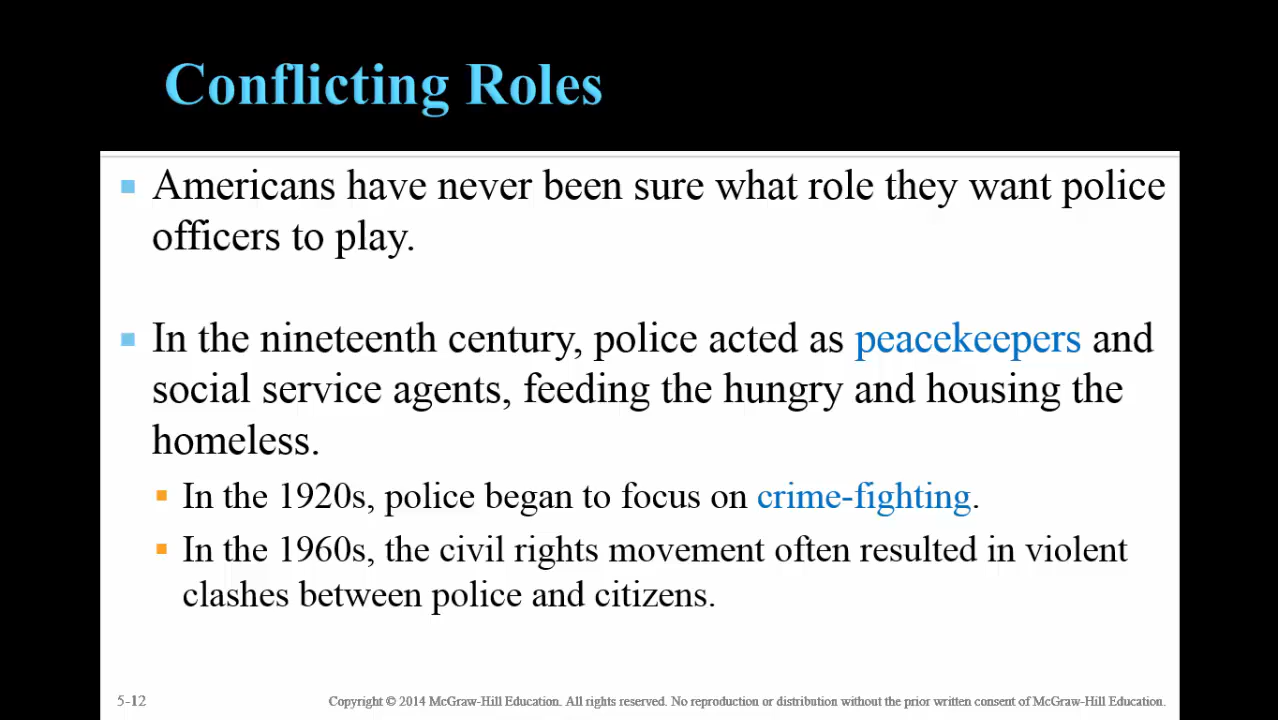 Conflicting Roles
Americans have never been sure what role they want police
officers to play.
In the nineteenth century, police acted as peacekeepers and
social service agents, feeding the hungry and housing the
homeless.
In the 1920s, police began to focus on crime-fighting.
In the 1960s, the civil rights movement often resulted in violent
clashes between police and citizens.
5-12 Copyright © 2014 McGraw-Hill Education. All rights reserved. No reproduction or distribution without the prior written consent of McGraw-Hill Education.